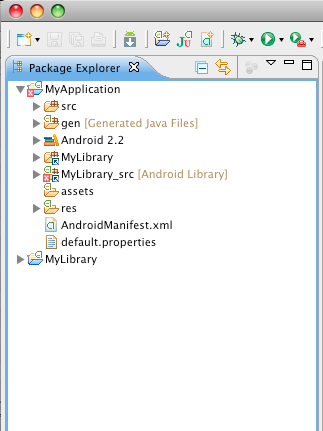 Package Explorer
MyApplication
src
gen [Generated Java Files]
Android 2.2
MyLibrary
MyLibrary_src [Android Library]
assets
res
AndroidManifest.xml
default.properties
MyLibrary